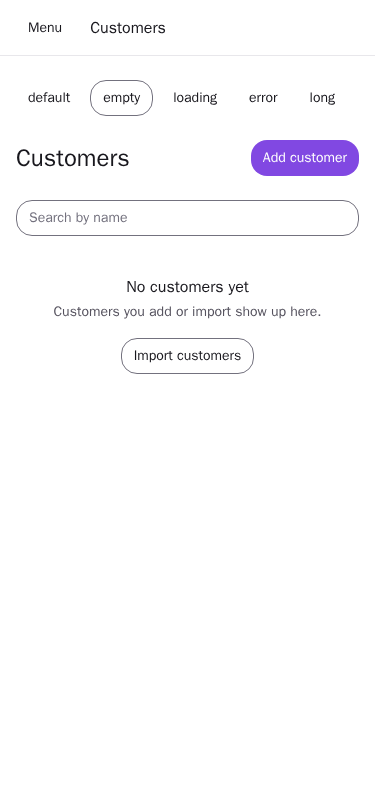 Menu Customers
default empty loading error long
Customers Add customer
Search by name
No customers yet
Customers you add or import show up here.
Import customers